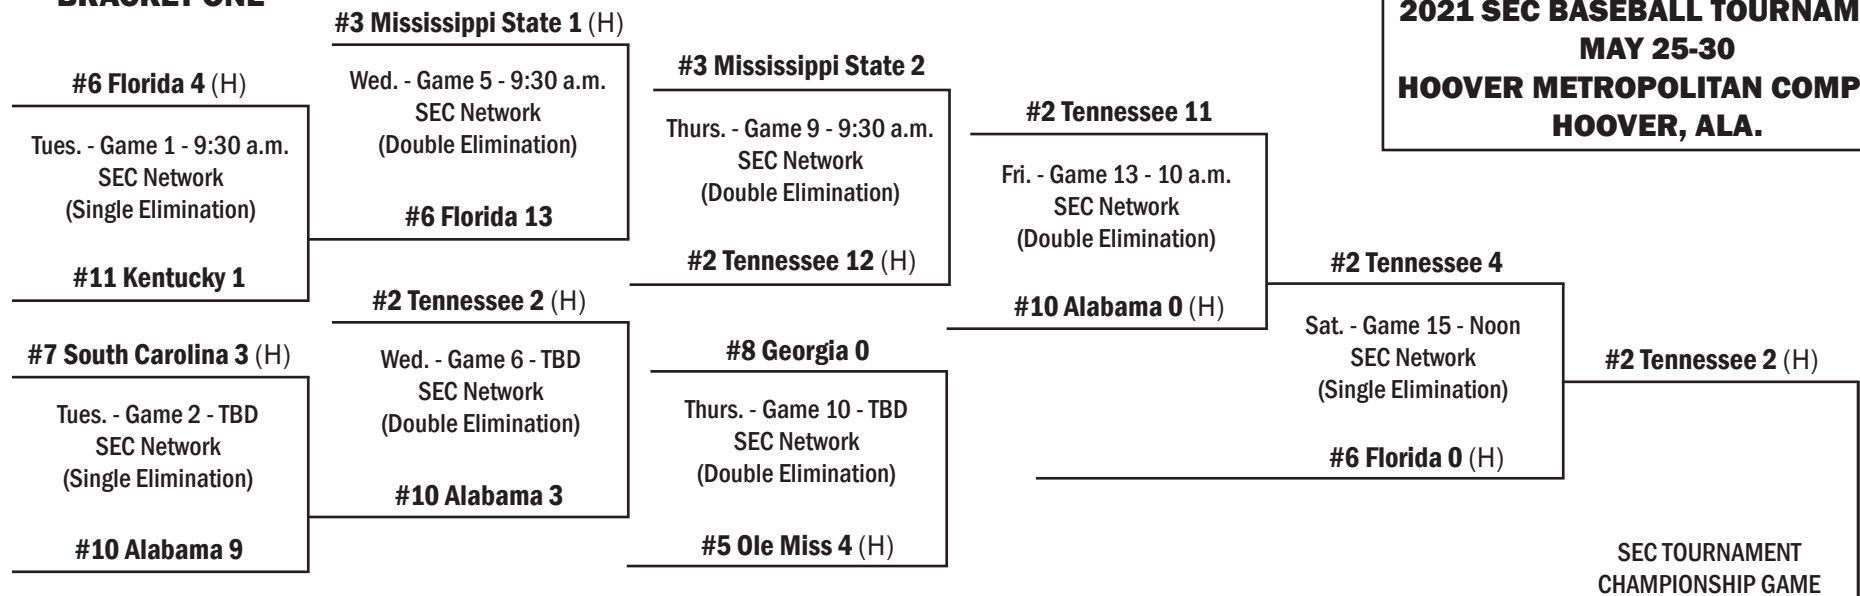 BRACKET ONE
#3 Mississippi State 1 (H)
#6 Florida 4 (H)
Wed. - Game 5 - 9:30 a.m.
SEC Network
(Double Elimination)
Tues. - Game 1 - 9:30 a.m.
SEC Network
(Single Elimination)
#6 Florida 13
#11 Kentucky 1
#2 Tennessee 2 (H)
#7 South Carolina 3 (H)
Wed. - Game 6 - TBD
SEC Network
(Double Elimination)
Tues. - Game 2 - TBD
SEC Network
(Single Elimination)
#10 Alabama 3
#10 Alabama 9
#3 Mississippi State 2
Thurs. - Game 9 - 9:30 a.m.
SEC Network
(Double Elimination)
#2 Tennessee 12 (H)
#8 Georgia 0
Thurs. - Game 10 - TBD
SEC Network
(Double Elimination)
#5 Ole Miss 4 (H)
#2 Tennessee 11
Fri. - Game 13 - 10 a.m.
SEC Network
(Double Elimination)
#10 Alabama 0 (H)
#2 Tennessee 4
Sat. - Game 15 - Noon
SEC Network
(Single Elimination)
#6 Florida 0 (H)
2021 SEC BASEBALL TOURNAM
MAY 25-30
HOOVER METROPOLITAN COMP
HOOVER, ALA.
#2 Tennessee 2 (H)
SEC TOURNAMENT
CHAMPIONSHIP GAME